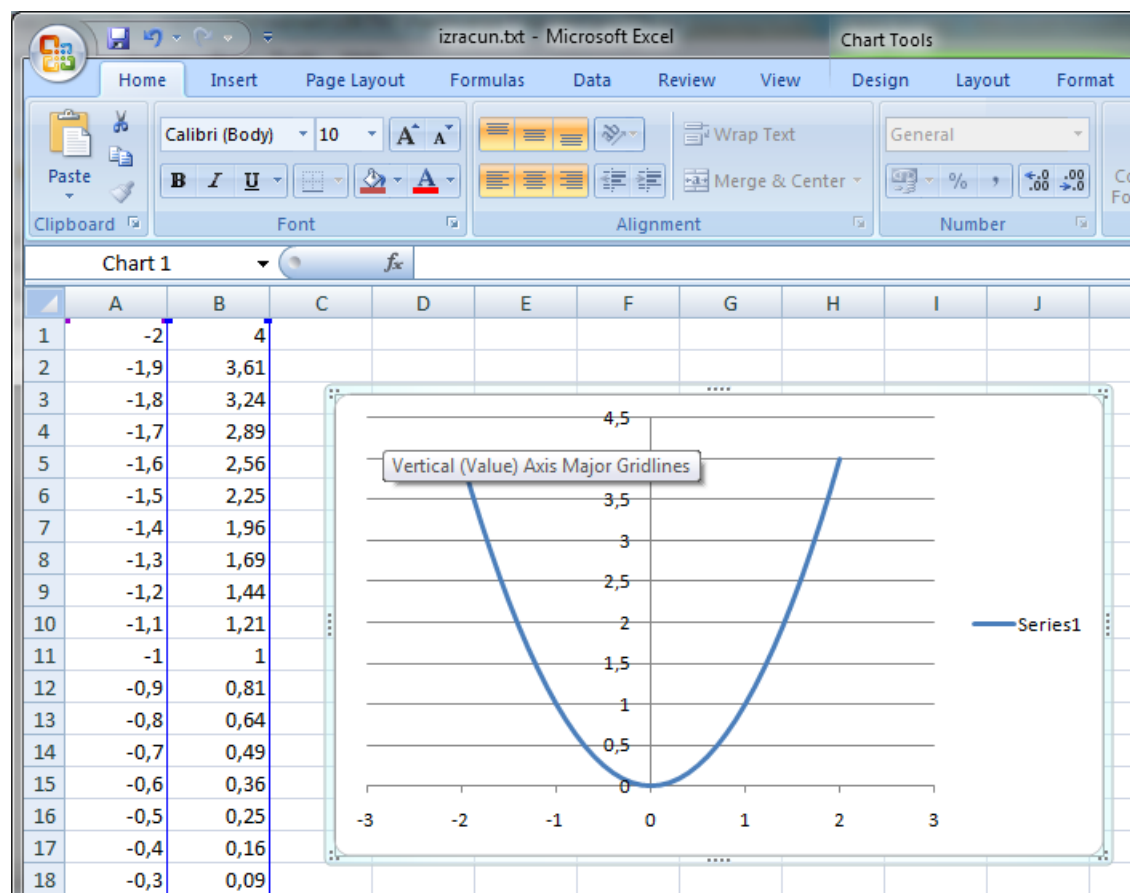 izracun.txt - Microsoft Excel Chart Tools
Home Insert Page Layout Formulas Data Review View Design Layout Format
Calibri (Body) 10 A A Wrap Text General
Paste B I U A Merge & Center % , ,00 ,0 Co
Fo
Clipboard Font Alignment Number
Chart 1 fx
A B C D E F G H I J
1 -2 4
2 -1,9 3,61
3 -1,8 3,24
4 -1,7 2,89
5 -1,6 2,56
6 -1,5 2,25
7 -1,4 1,96
8 -1,3 1,69
9 -1,2 1,44
10 -1,1 1,21
11 -1 1
12 -0,9 0,81
13 -0,8 0,64
14 -0,7 0,49
15 -0,6 0,36
16 -0,5 0,25
17 -0,4 0,16
18 -0,3 0,09
4,5
Vertical (Value) Axis Major Gridlines
3,5
3
2,5
2
Series1
1,5
1
0,5
0
-3 -2 -1 0 1 2 3